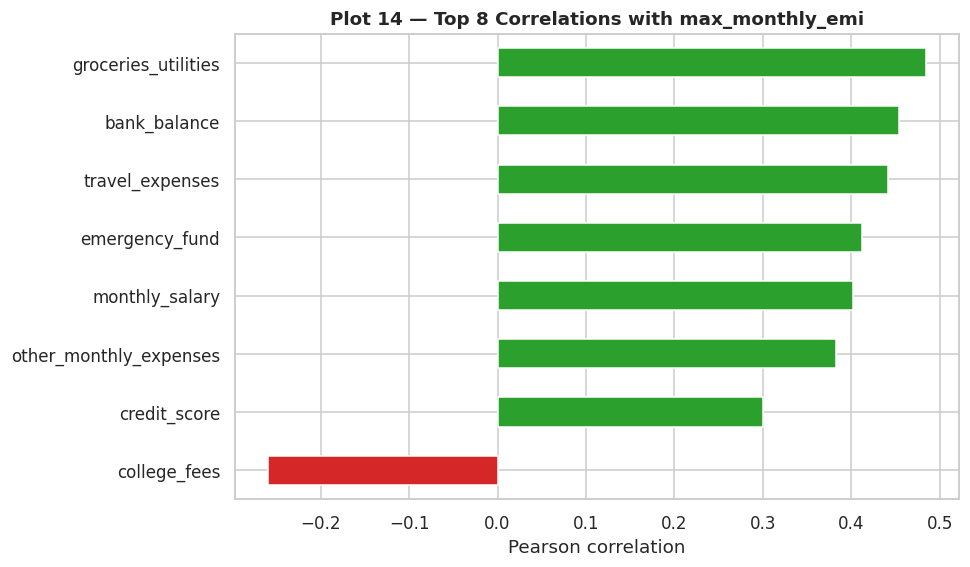 Plot 14 — Top 8 Correlations with max_monthly_emi
groceries_utilities
bank_balance
travel_expenses
emergency_fund
monthly_salary
other_monthly_expenses
credit_score
college_fees
−0.2 −0.1 0.0 0.1 0.2 0.3 0.4 0.5
Pearson correlation